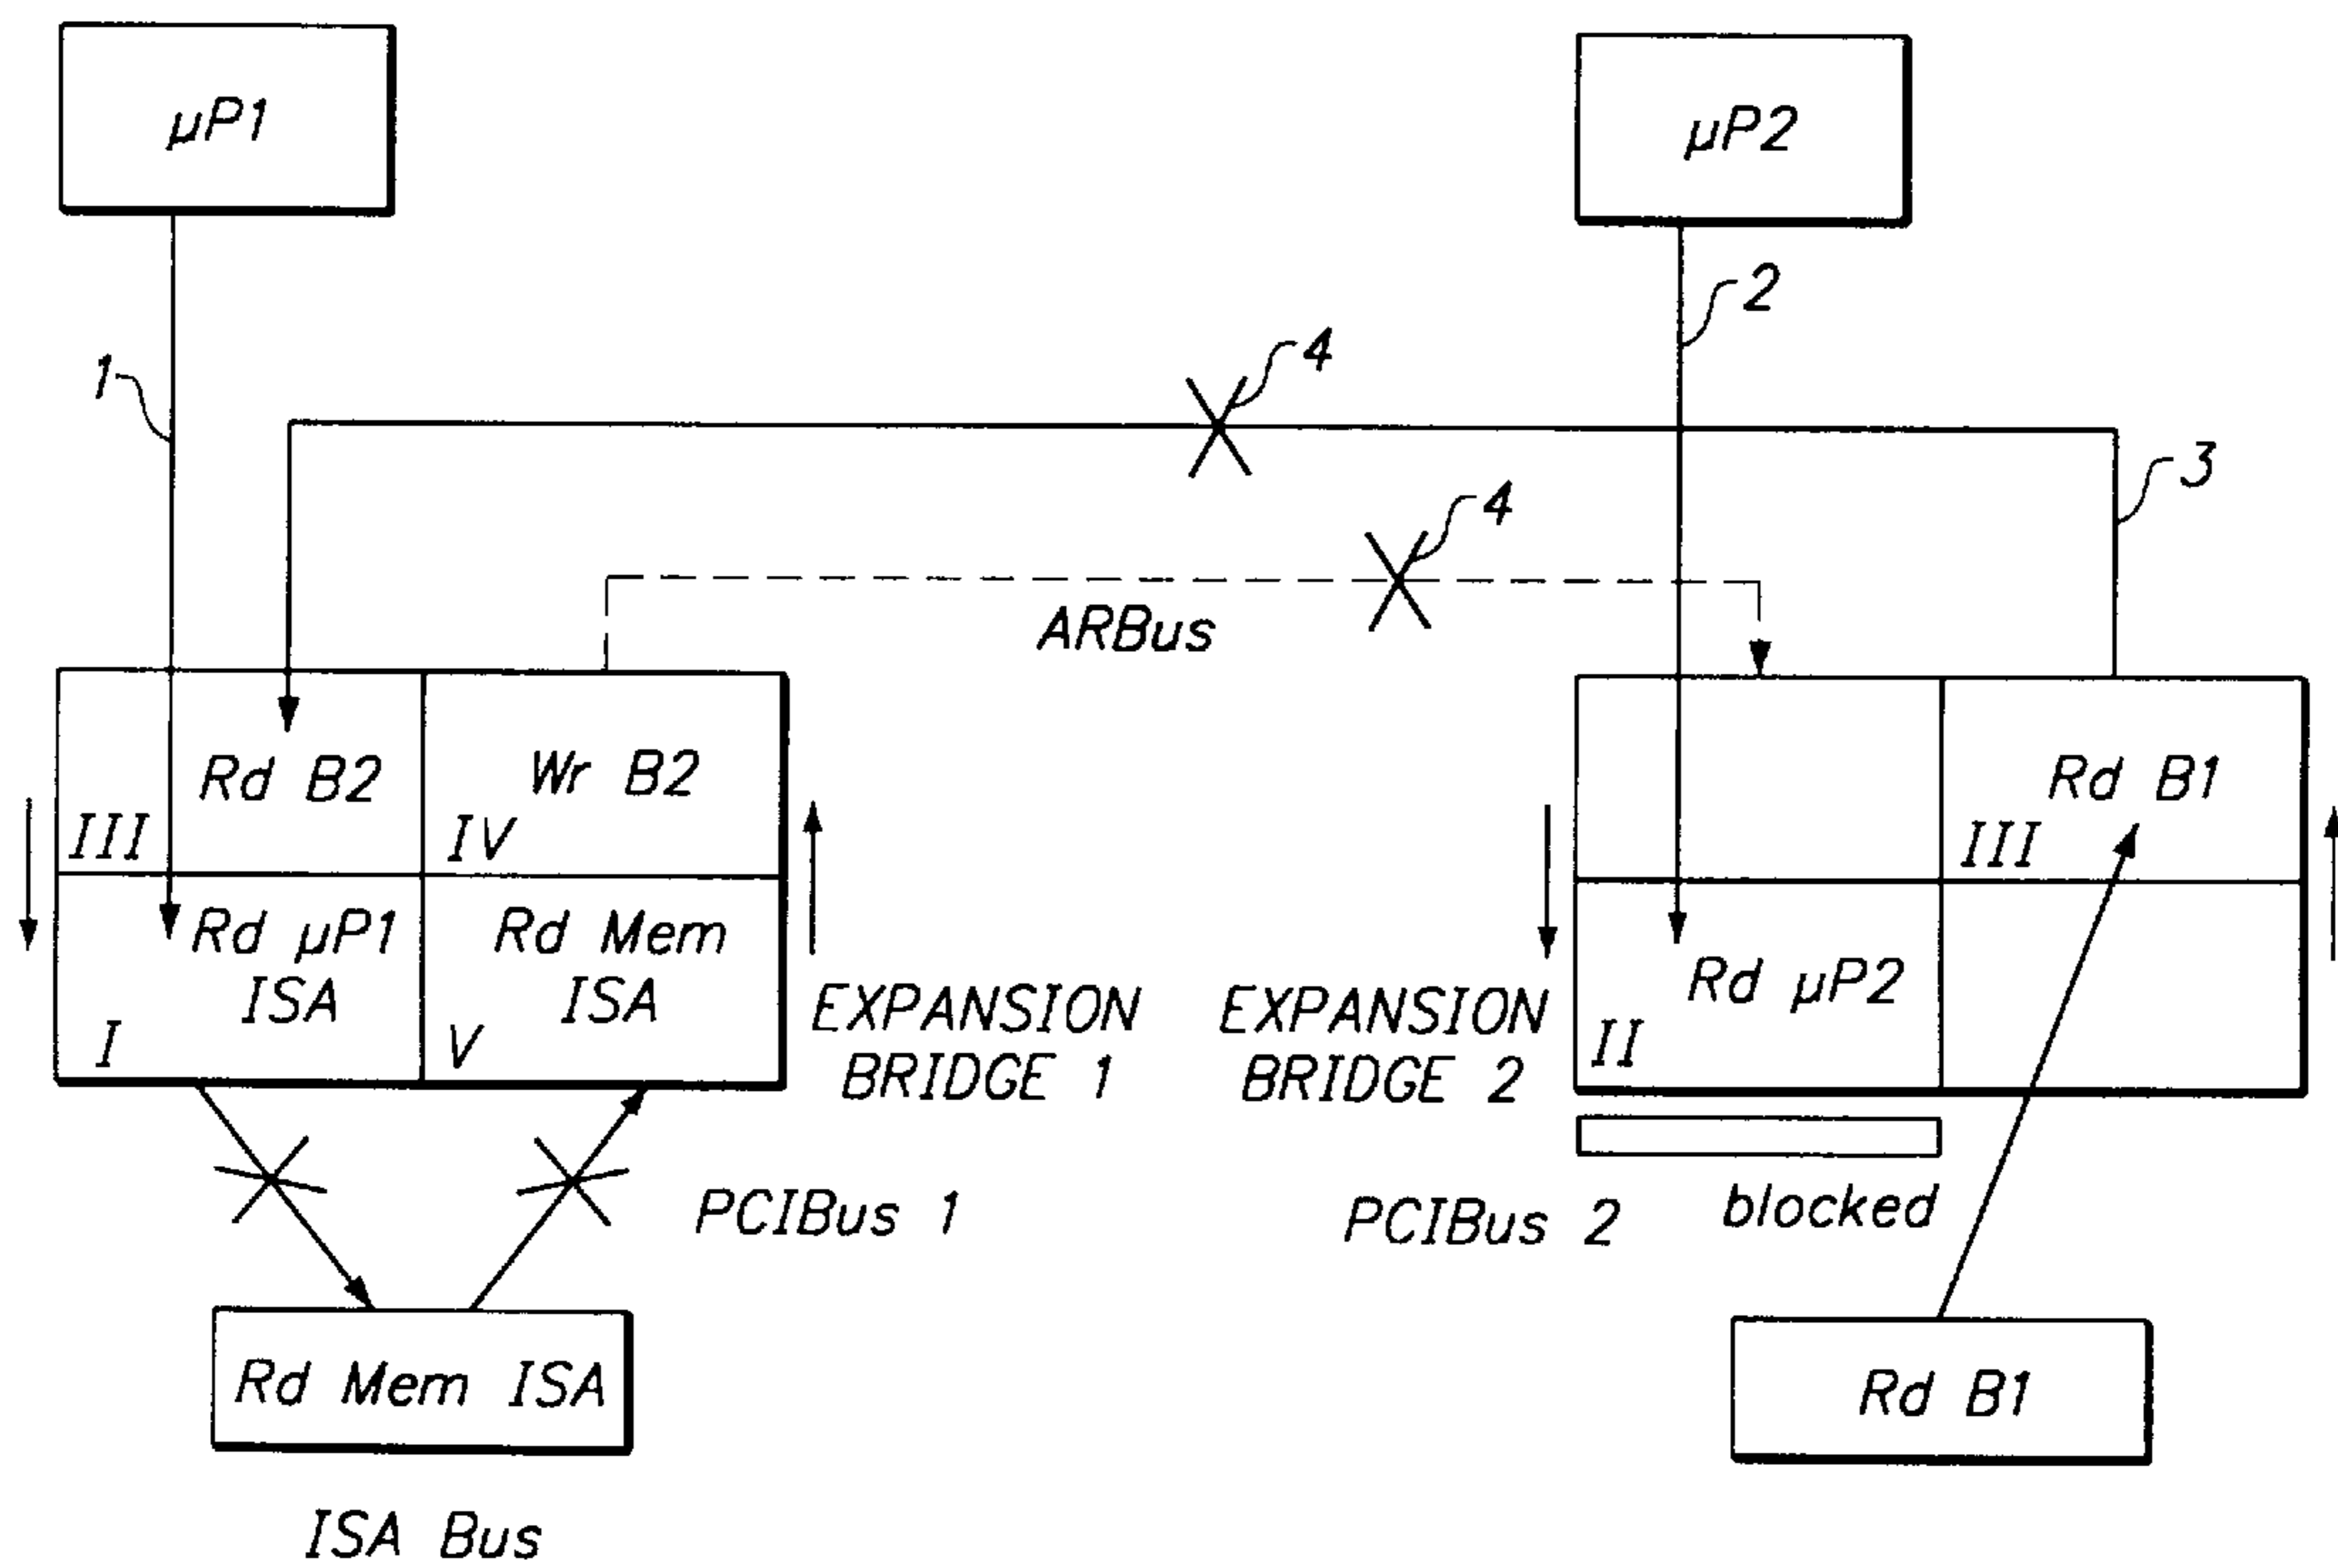 µP1
µP2
1
2
4
3
4
ARBus
Rd B2
III
Wr B2
IV
Rd µP1
ISA
I
Rd Mem
ISA
V
EXPANSION
BRIDGE 1
EXPANSION
BRIDGE 2
Rd B1
III
Rd µP2
II
PCIBus 1
PCIBus 2
blocked
Rd Mem ISA
Rd B1
ISA Bus